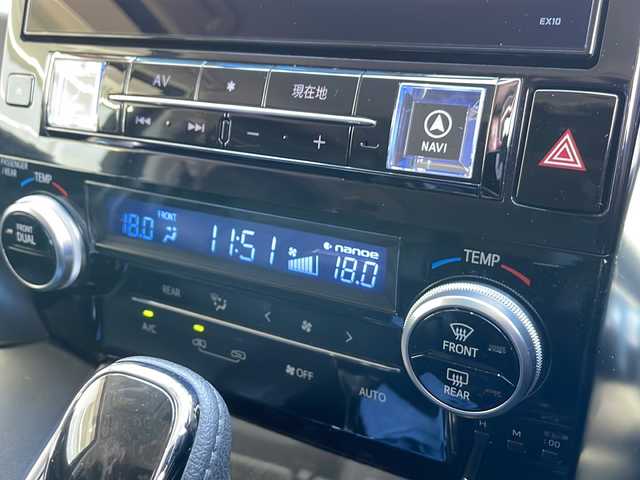 EX10
AV
現在地
NAVI
PASSENGER
/REAR
TEMP
FRONT
DUAL
18.0
FRONT
11:51
nanoe
18.0
TEMP
FRONT
REAR
REAR
A/C
OFF
AUTO
H
M
:00